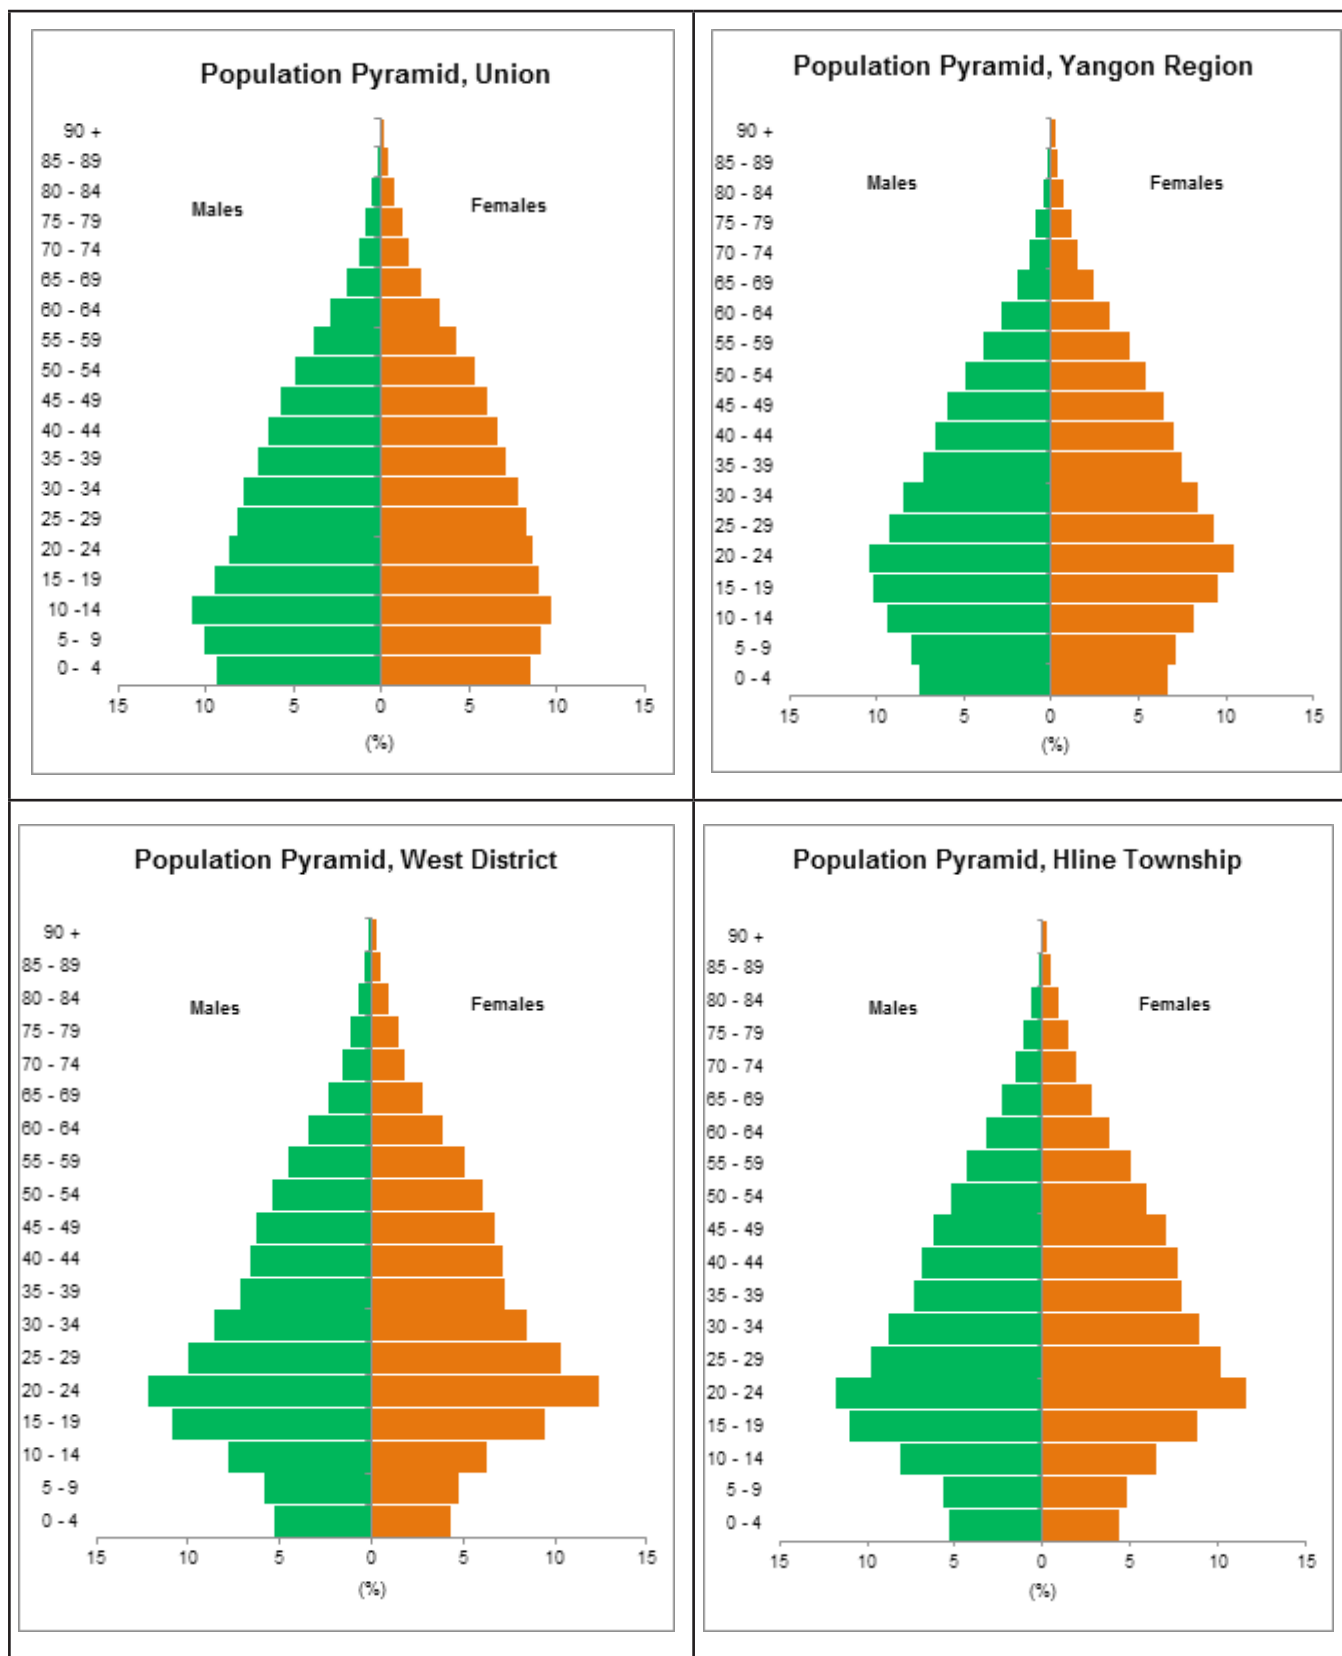 Population Pyramid, Union
Males
Females
90 +
85 - 89
80 - 84
75 - 79
70 - 74
65 - 69
60 - 64
55 - 59
50 - 54
45 - 49
40 - 44
35 - 39
30 - 34
25 - 29
20 - 24
15 - 19
10 -14
5 - 9
0 - 4
15 10 5 0 5 10 15
(%)
Population Pyramid, Yangon Region
Males
Females
90 +
85 - 89
80 - 84
75 - 79
70 - 74
65 - 69
60 - 64
55 - 59
50 - 54
45 - 49
40 - 44
35 - 39
30 - 34
25 - 29
20 - 24
15 - 19
10 - 14
5 - 9
0 - 4
15 10 5 0 5 10 15
(%)
Population Pyramid, West District
Males
Females
90 +
85 - 89
80 - 84
75 - 79
70 - 74
65 - 69
60 - 64
55 - 59
50 - 54
45 - 49
40 - 44
35 - 39
30 - 34
25 - 29
20 - 24
15 - 19
10 - 14
5 - 9
0 - 4
15 10 5 0 5 10 15
(%)
Population Pyramid, Hline Township
Males
Females
90 +
85 - 89
80 - 84
75 - 79
70 - 74
65 - 69
60 - 64
55 - 59
50 - 54
45 - 49
40 - 44
35 - 39
30 - 34
25 - 29
20 - 24
15 - 19
10 - 14
5 - 9
0 - 4
15 10 5 0 5 10 15
(%)